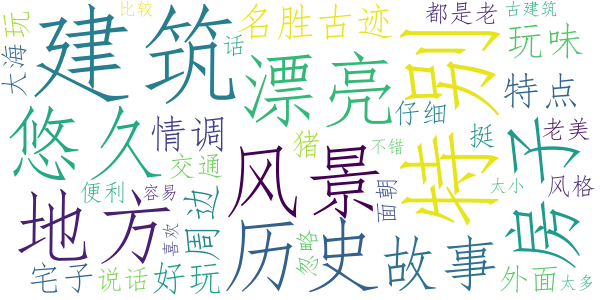 玩
比较
名胜古迹
都是老
古建筑
大海
建筑
话
漂亮
特别
玩味
仔细
特点
悠久
情调
猪
不错
挺
老美
交通
风景
房子
地方
便利
容易
周边
面朝
太小
风格
喜欢
历史
忽略
故事
宅子
说话
好玩
外面
太多